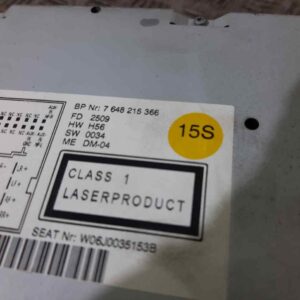 BP Nr: 7 648 215 366
FD 2509
HW H56
SW 0034
ME DM-04
15S
CLASS 1
LASERPRODUCT
SEAT Nr: W06J0035153B